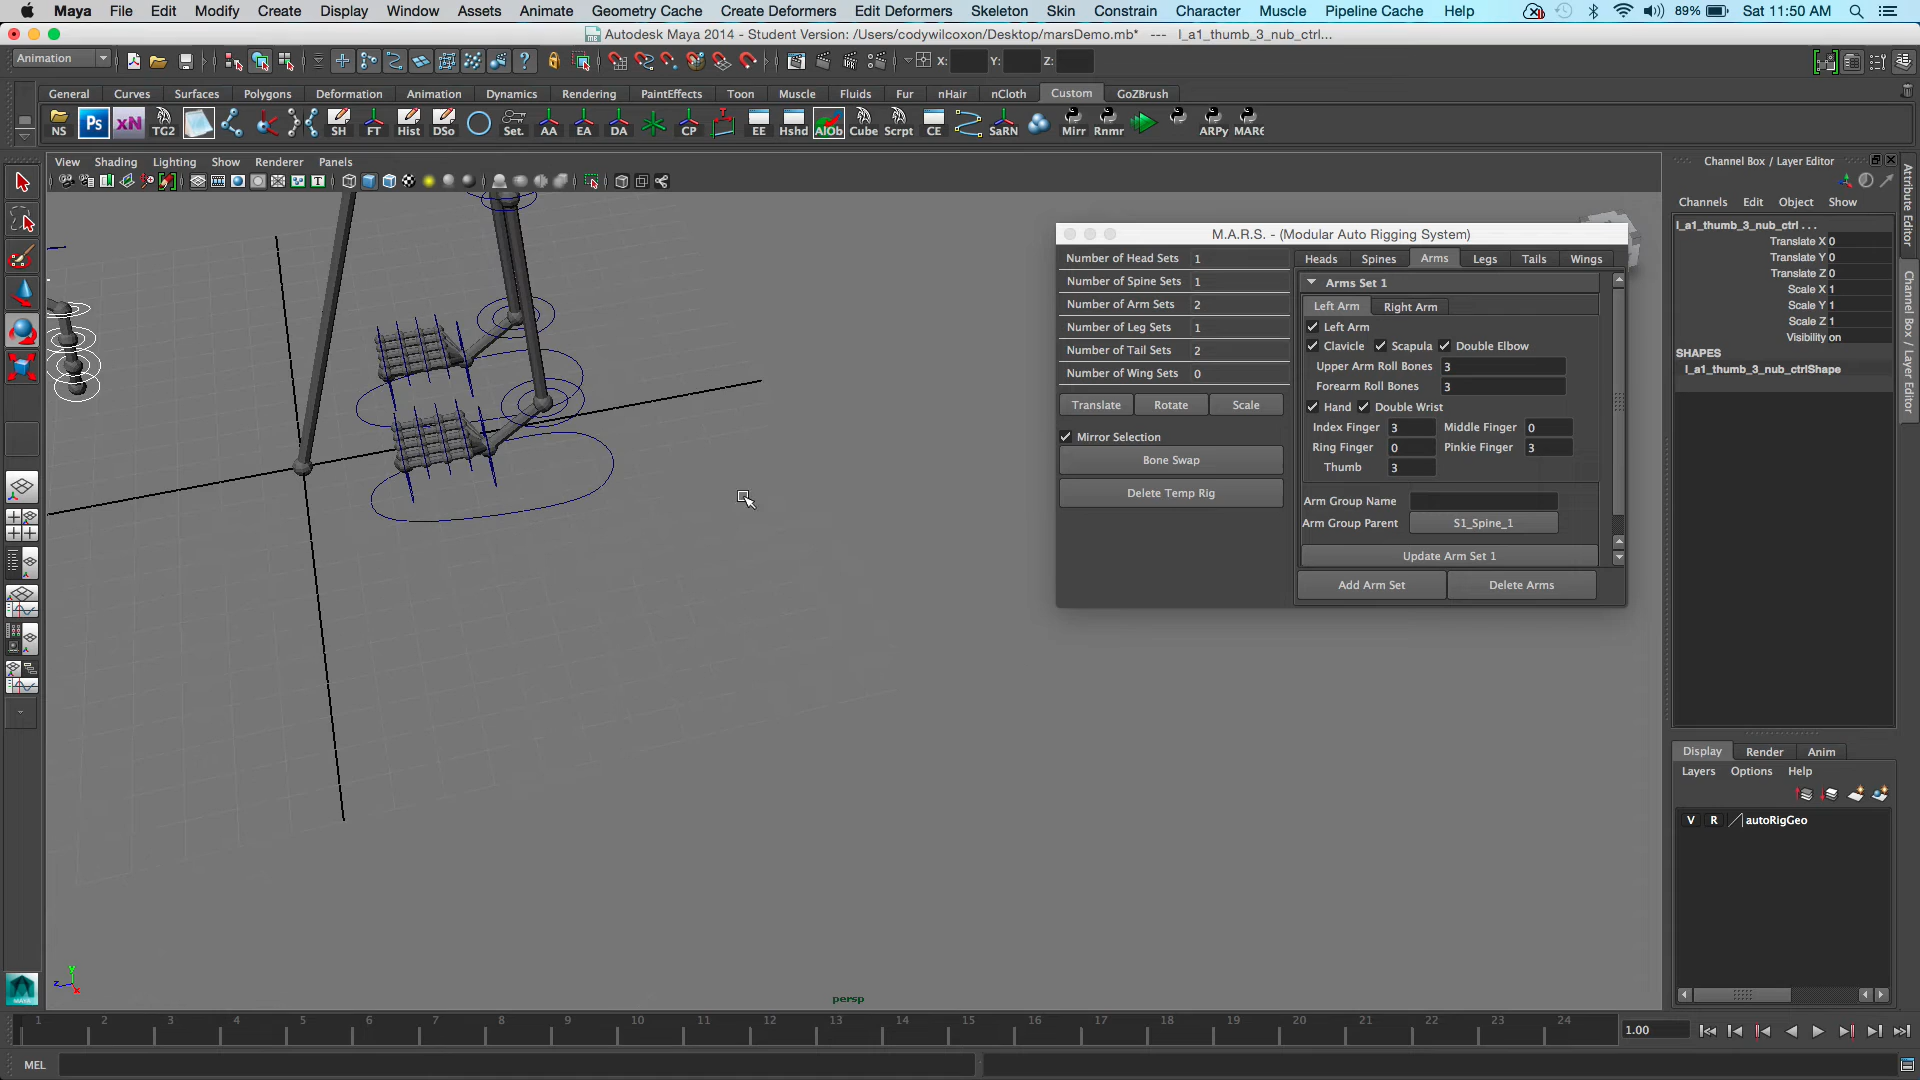 Maya File Edit Modify Create Display Window Assets Animate Geometry Cache Create Deformers Edit Deformers Skeleton Skin Constrain Character Muscle Pipeline Cache Help 89% Sat 11:50 AM
Autodesk Maya 2014 - Student Version: /Users/codywilcoxon/Desktop/marsDemo.mb* --- l_a1_thumb_3_nub_ctrl...
Animation X: Y: Z:
General Curves Surfaces Polygons Deformation Animation Dynamics Rendering PaintEffects Toon Muscle Fluids Fur nHair nCloth Custom GoZBrush
NS Ps xN TG2 SH FT Hist DSo Set. AA EA DA CP EE Hshd AIOb Cube Scrpt CE SaRN Mirr Rnmr ARPy MARS
View Shading Lighting Show Renderer Panels
Channel Box / Layer Editor
Channels Edit Object Show
l_a1_thumb_3_nub_ctrl . . .
Translate X 0
Translate Y 0
Translate Z 0
Scale X 1
Scale Y 1
Scale Z 1
Visibility on
SHAPES
l_a1_thumb_3_nub_ctrlShape
Attribute Editor
Channel Box / Layer Editor
M.A.R.S. - (Modular Auto Rigging System)
Number of Head Sets 1
Number of Spine Sets 1
Number of Arm Sets 2
Number of Leg Sets 1
Number of Tail Sets 2
Number of Wing Sets 0
Translate Rotate Scale
Mirror Selection
Bone Swap
Delete Temp Rig
Heads Spines Arms Legs Tails Wings
Arms Set 1
Left Arm Right Arm
Left Arm
Clavicle Scapula Double Elbow
Upper Arm Roll Bones 3
Forearm Roll Bones 3
Hand Double Wrist
Index Finger 3 Middle Finger 0
Ring Finger 0 Pinkie Finger 3
Thumb 3
Arm Group Name
Arm Group Parent S1_Spine_1
Update Arm Set 1
Add Arm Set Delete Arms
Display Render Anim
Layers Options Help
V R autoRigGeo
y
z x
MAYA
persp
1 2 3 4 5 6 7 8 9 10 11 12 13 14 15 16 17 18 19 20 21 22 23 24 1.00
MEL